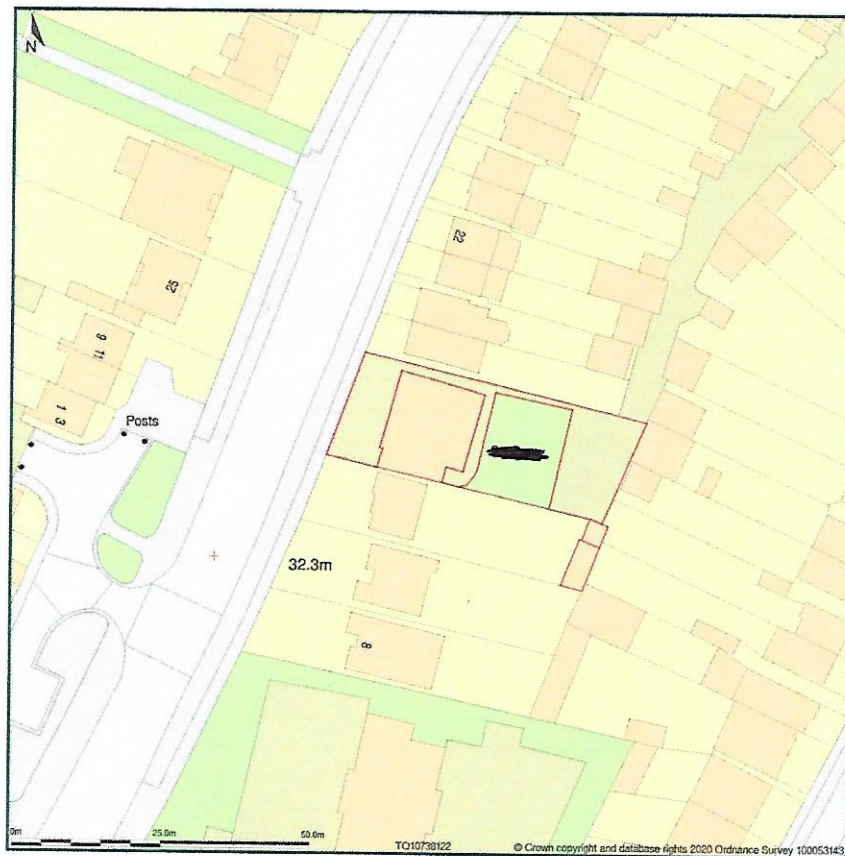 N
22
52
9 11
1 3
Posts
32.3m
8
0m 25.0m 50.0m
TQ10738122
© Crown copyright and database rights 2020 Ordnance Survey 100053143